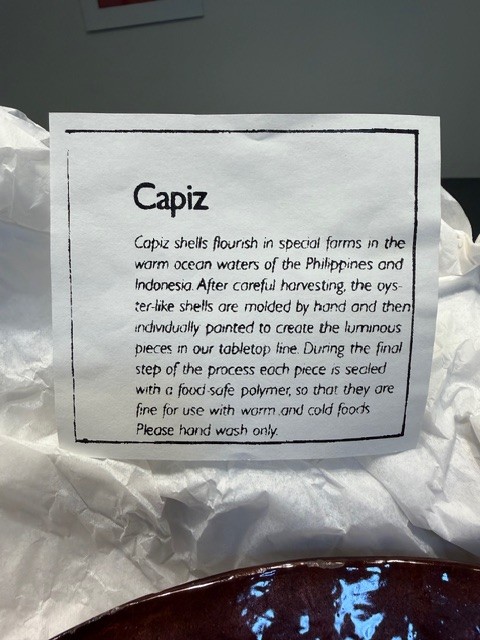 Capiz
Capiz shells flourish in special farms in the
warm ocean waters of the Philippines and
Indonesia. After careful harvesting, the oys-
ter-like shells are molded by hand and then
individually painted to create the luminous
pieces in our tabletop line. During the final
step of the process each piece is sealed
with a food-safe polymer, so that they are
fine for use with warm and cold foods
Please hand wash only.